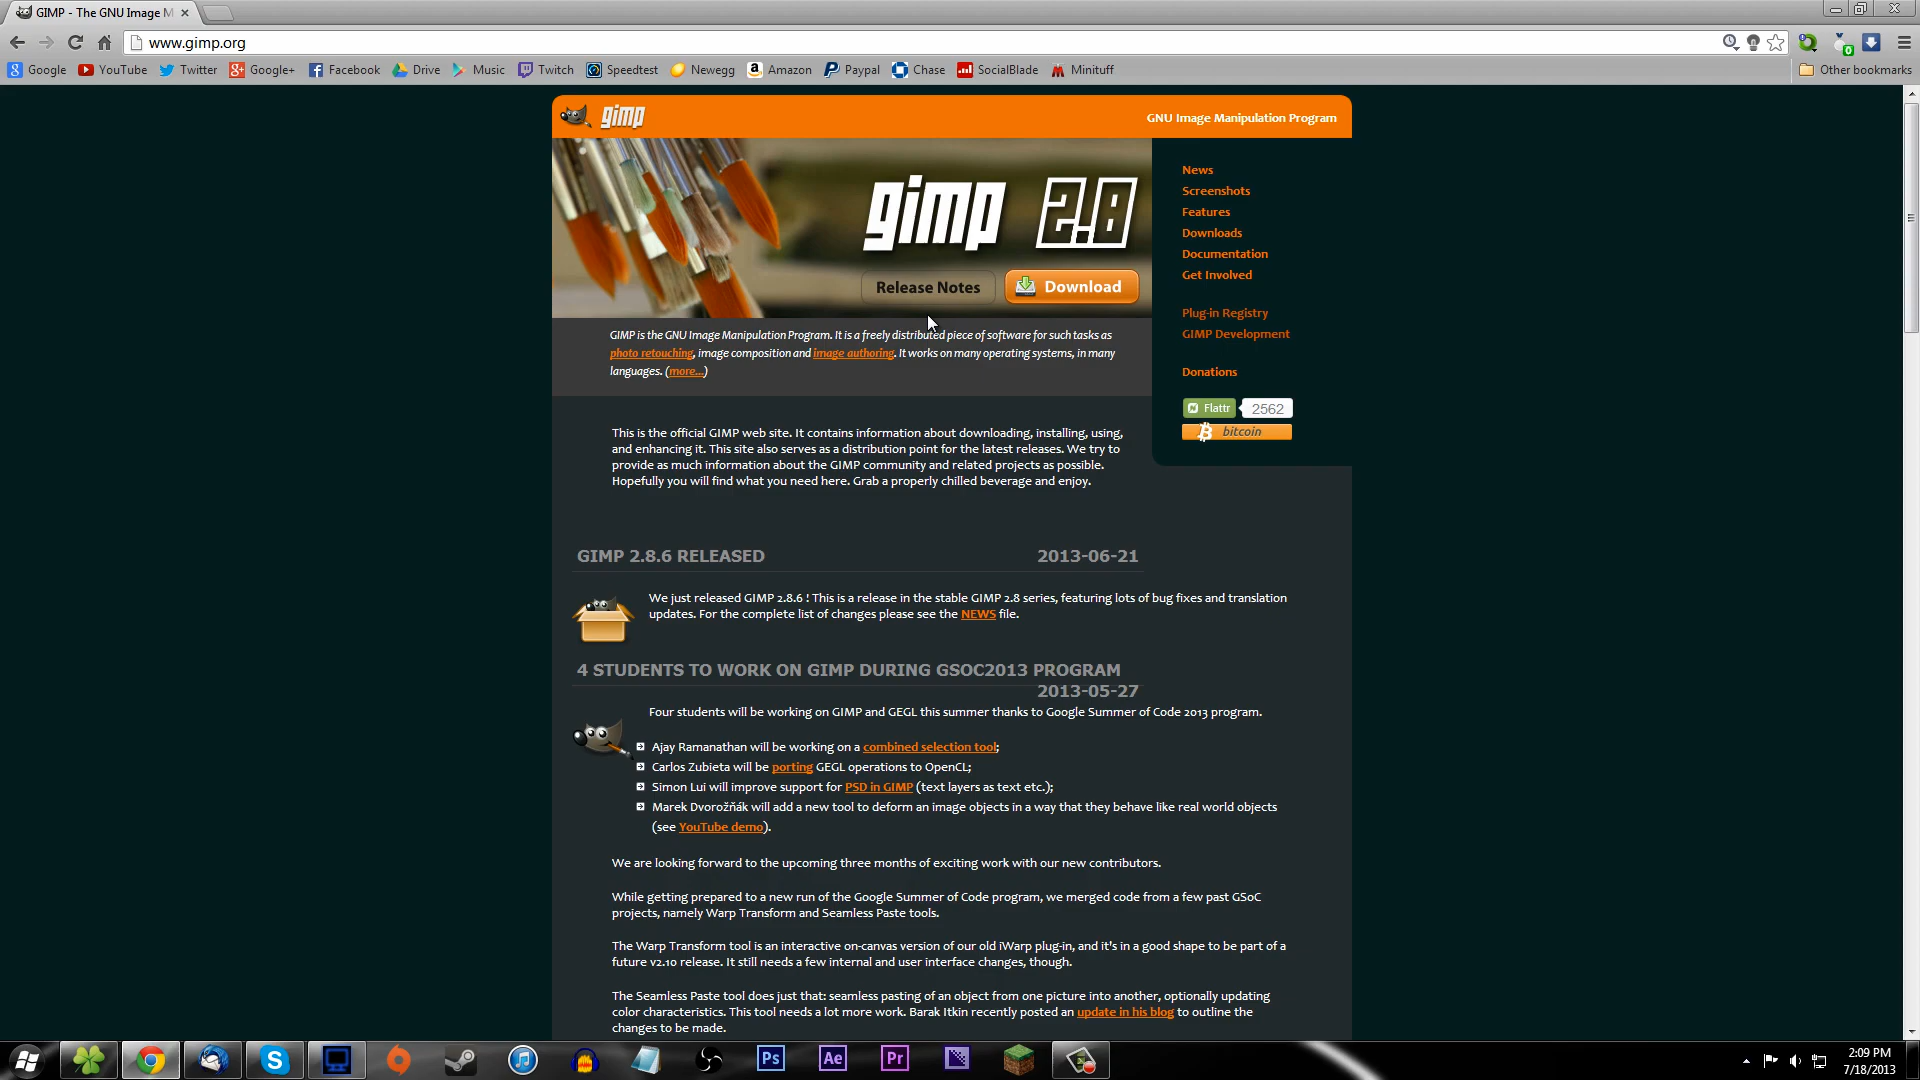 GIMP - The GNU Image M
www.gimp.org
Google YouTube Twitter Google+ Facebook Drive Music Twitch Speedtest Newegg Amazon Paypal Chase SocialBlade Minituff Other bookmarks
gimp
GNU Image Manipulation Program
gimp 2.8
Release Notes
Download
News
Screenshots
Features
Downloads
Documentation
Get Involved
Plug-in Registry
GIMP Development
Donations
Flattr 2562
bitcoin
GIMP is the GNU Image Manipulation Program. It is a freely distributed piece of software for such tasks as
photo retouching, image composition and image authoring. It works on many operating systems, in many
languages. (more...)
This is the official GIMP web site. It contains information about downloading, installing, using,
and enhancing it. This site also serves as a distribution point for the latest releases. We try to
provide as much information about the GIMP community and related projects as possible.
Hopefully you will find what you need here. Grab a properly chilled beverage and enjoy.
GIMP 2.8.6 RELEASED 2013-06-21
We just released GIMP 2.8.6 ! This is a release in the stable GIMP 2.8 series, featuring lots of bug fixes and translation
updates. For the complete list of changes please see the NEWS file.
4 STUDENTS TO WORK ON GIMP DURING GSOC2013 PROGRAM
2013-05-27
Four students will be working on GIMP and GEGL this summer thanks to Google Summer of Code 2013 program.
Ajay Ramanathan will be working on a combined selection tool;
Carlos Zubieta will be porting GEGL operations to OpenCL;
Simon Lui will improve support for PSD in GIMP (text layers as text etc.);
Marek Dvorožňák will add a new tool to deform an image objects in a way that they behave like real world objects
(see YouTube demo).
We are looking forward to the upcoming three months of exciting work with our new contributors.
While getting prepared to a new run of the Google Summer of Code program, we merged code from a few past GSoC
projects, namely Warp Transform and Seamless Paste tools.
The Warp Transform tool is an interactive on-canvas version of our old iWarp plug-in, and it's in a good shape to be part of a
future v2.10 release. It still needs a few internal and user interface changes, though.
The Seamless Paste tool does just that: seamless pasting of an object from one picture into another, optionally updating
color characteristics. This tool needs a lot more work. Barak Itkin recently posted an update in his blog to outline the
changes to be made.
Ps Ae Pr
2:09 PM
7/18/2013